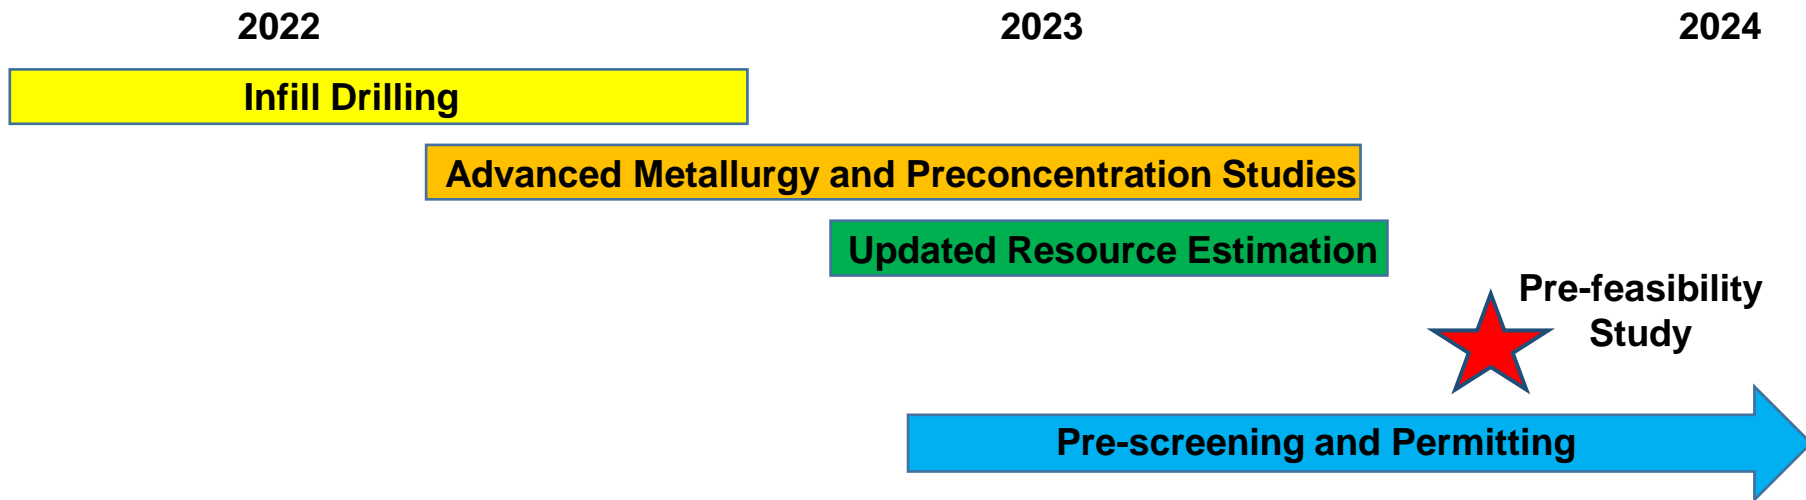 2022 2023 2024
Infill Drilling
Advanced Metallurgy and Preconcentration Studies
Updated Resource Estimation
Pre-feasibility
Study
Pre-screening and Permitting